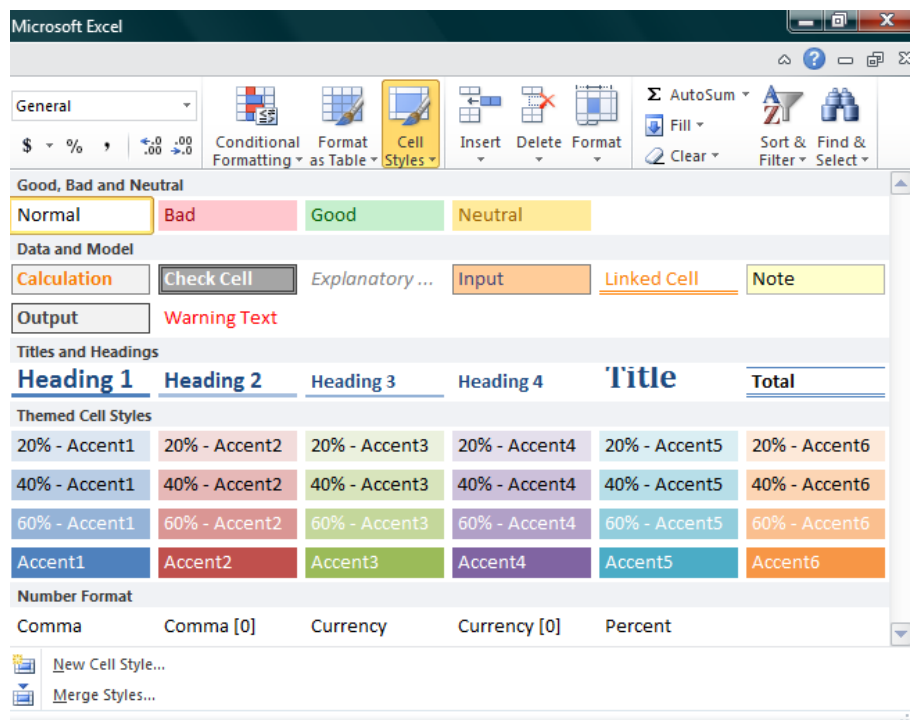 Microsoft Excel
General
Σ AutoSum
Fill
Clear
$ % ,
.0 .00
.00 .0
Conditional Formatting
Format as Table
Cell Styles
Insert
Delete
Format
Sort & Filter
Find & Select
Good, Bad and Neutral
Normal Bad Good Neutral
Data and Model
Calculation Check Cell Explanatory ... Input Linked Cell Note
Output Warning Text
Titles and Headings
Heading 1 Heading 2 Heading 3 Heading 4 Title Total
Themed Cell Styles
20% - Accent1 20% - Accent2 20% - Accent3 20% - Accent4 20% - Accent5 20% - Accent6
40% - Accent1 40% - Accent2 40% - Accent3 40% - Accent4 40% - Accent5 40% - Accent6
60% - Accent1 60% - Accent2 60% - Accent3 60% - Accent4 60% - Accent5 60% - Accent6
Accent1 Accent2 Accent3 Accent4 Accent5 Accent6
Number Format
Comma Comma [0] Currency Currency [0] Percent
New Cell Style...
Merge Styles...